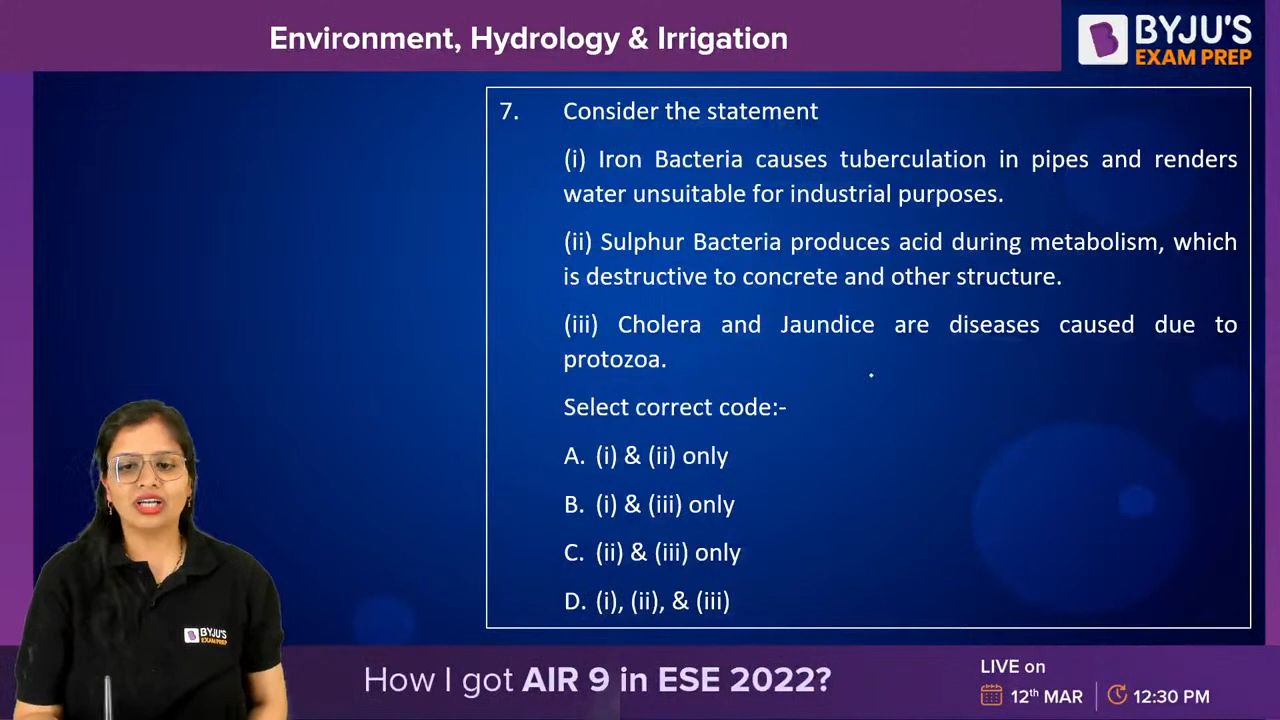 Environment, Hydrology & Irrigation
BYJU'S
EXAM PREP
7. Consider the statement
(i) Iron Bacteria causes tuberculation in pipes and renders
water unsuitable for industrial purposes.
(ii) Sulphur Bacteria produces acid during metabolism, which
is destructive to concrete and other structure.
(iii) Cholera and Jaundice are diseases caused due to
protozoa.
Select correct code:-
A. (i) & (ii) only
B. (i) & (iii) only
C. (ii) & (iii) only
D. (i), (ii), & (iii)
BYJU'S
EXAM PREP
How I got AIR 9 in ESE 2022?
LIVE on
12th MAR
12:30 PM